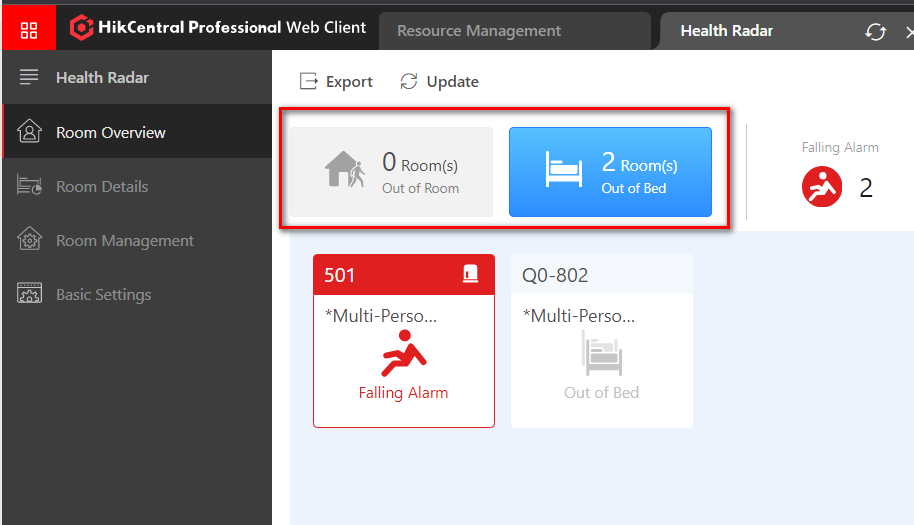 HikCentral Professional Web Client
Resource Management
Health Radar
Health Radar
Room Overview
Room Details
Room Management
Basic Settings
Export
Update
0 Room(s)
Out of Room
2 Room(s)
Out of Bed
Falling Alarm
2
501
*Multi-Perso...
Falling Alarm
Q0-802
*Multi-Perso...
Out of Bed